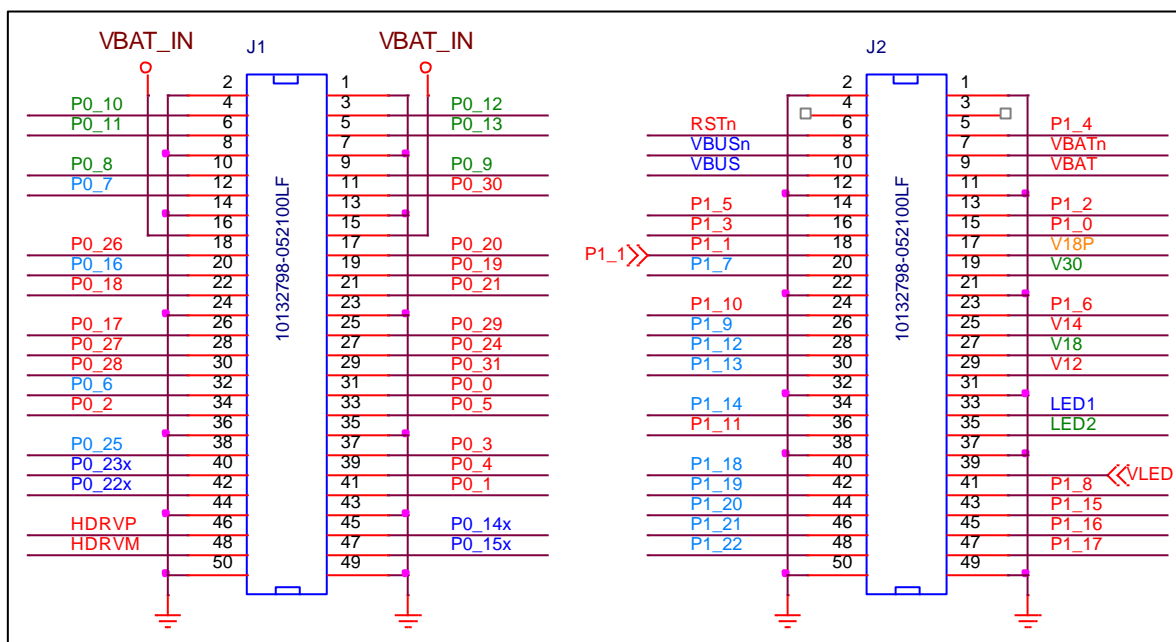 VBAT_IN J1 VBAT_IN J2
2 1 2 1
P0_10 4 3 P0_12 4 3
P0_11 6 5 P0_13 RSTn 6 5 P1_4
8 7 VBUSn 8 7 VBATn
P0_8 10 9 P0_9 VBUS 10 9 VBAT
P0_7 12 11 P0_30 12 11
14 13 P1_5 14 13 P1_2
16 15 P1_3 16 15 P1_0
P0_26 18 17 P0_20 P1_1 P1_1 18 17 V18P
P0_16 20 19 P0_19 P1_7 20 19 V30
P0_18 22 21 P0_21 22 21
24 23 P1_10 24 23 P1_6
P0_17 26 25 P0_29 P1_9 26 25 V14
P0_27 28 27 P0_24 P1_12 28 27 V18
P0_28 30 29 P0_31 P1_13 30 29 V12
P0_6 32 31 P0_0 32 31
P0_2 34 33 P0_5 P1_14 34 33 LED1
36 35 P1_11 36 35 LED2
P0_25 38 37 P0_3 38 37
P0_23x 40 39 P0_4 P1_18 40 39 VLED
P0_22x 42 41 P0_1 P1_19 42 41 P1_8
44 43 P1_20 44 43 P1_15
HDRVP 46 45 P0_14x P1_21 46 45 P1_16
HDRVM 48 47 P0_15x P1_22 48 47 P1_17
50 49 50 49
10132798-052100LF
10132798-052100LF